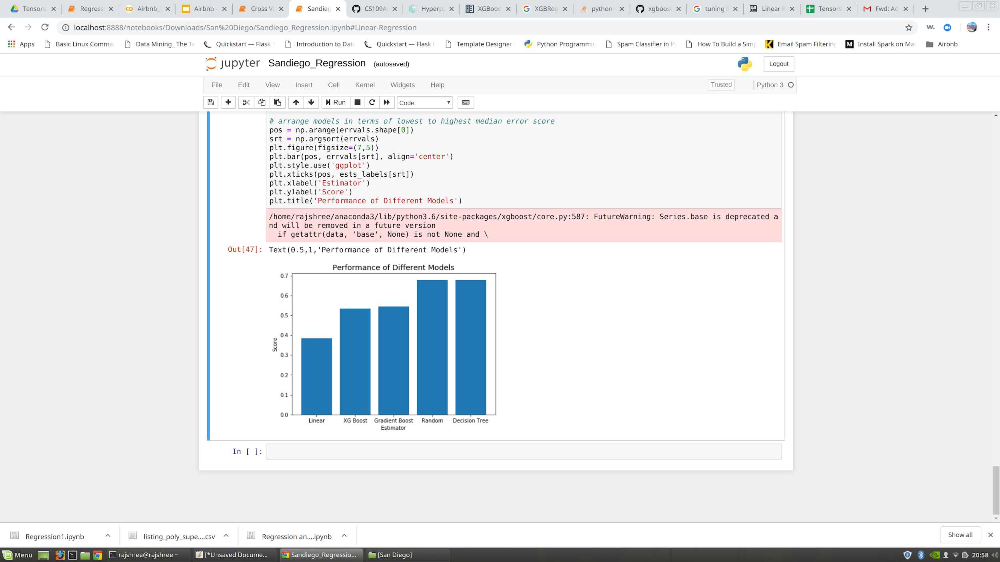 Tensors
Regress
Airbnb_
Airbnb -
Cross Va
Sandieg
CS109A
Hyperpa
XGBoos
XGBReg
python
xgboost
tuning l
Linear R
Tensors
Fwd: Ad
localhost:8888/notebooks/Downloads/San%20Diego/Sandiego_Regression.ipynb#Linear-Regression
W.
Apps
Basic Linux Comma
Data Mining_ The Te
Quickstart — Flask 1
Introduction to Data
Quickstart — Flask 0
Template Designer
Python Programmin
Spam Classifier in P
How To Build a Simp
K
Email Spam Filtering
M
Install Spark on Mac
Airbnb
jupyter Sandiego_Regression (autosaved)
Logout
File Edit View Insert Cell Kernel Widgets Help
Trusted
Python 3
Run
Code
# arrange models in terms of lowest to highest median error score
pos = np.arange(errvals.shape[0])
srt = np.argsort(errvals)
plt.figure(figsize=(7,5))
plt.bar(pos, errvals[srt], align='center')
plt.style.use('ggplot')
plt.xticks(pos, ests_labels[srt])
plt.xlabel('Estimator')
plt.ylabel('Score')
plt.title('Performance of Different Models')
/home/rajshree/anaconda3/lib/python3.6/site-packages/xgboost/core.py:587: FutureWarning: Series.base is deprecated a
nd will be removed in a future version
if getattr(data, 'base', None) is not None and \
Out[47]: Text(0.5,1,'Performance of Different Models')
Performance of Different Models
0.7
0.6
0.5
0.4
0.3
0.2
0.1
0.0
Score
Linear XG Boost Gradient Boost Random Decision Tree
Estimator
In [ ]:
Regression1.ipynb
listing_poly_supe....csv
Regression an....ipynb
Show all
Menu
rajshree@rajshree ~
[*Unsaved Docume...
Sandiego_Regressio...
[San Diego]
20:58